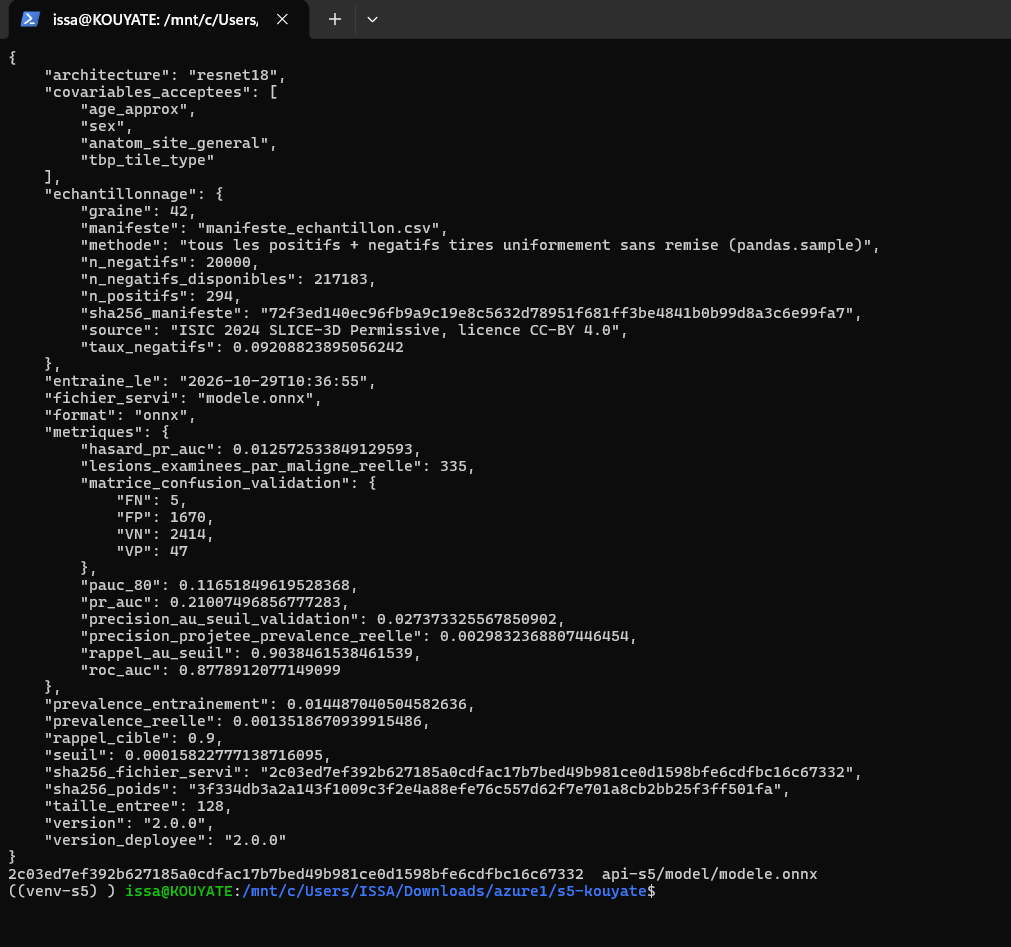 issa@KOUYATE: /mnt/c/Users,
{
    "architecture": "resnet18",
    "covariables_acceptees": [
        "age_approx",
        "sex",
        "anatom_site_general",
        "tbp_tile_type"
    ],
    "echantillonnage": {
        "graine": 42,
        "manifeste": "manifeste_echantillon.csv",
        "methode": "tous les positifs + negatifs tires uniformement sans remise (pandas.sample)",
        "n_negatifs": 20000,
        "n_negatifs_disponibles": 217183,
        "n_positifs": 294,
        "sha256_manifeste": "72f3ed140ec96fb9a9c19e8c5632d78951f681ff3be4841b0b99d8a3c6e99fa7",
        "source": "ISIC 2024 SLICE-3D Permissive, licence CC-BY 4.0",
        "taux_negatifs": 0.09208823895056242
    },
    "entraine_le": "2026-10-29T10:36:55",
    "fichier_servi": "modele.onnx",
    "format": "onnx",
    "metriques": {
        "hasard_pr_auc": 0.012572533849129593,
        "lesions_examinees_par_maligne_reelle": 335,
        "matrice_confusion_validation": {
            "FN": 5,
            "FP": 1670,
            "VN": 2414,
            "VP": 47
        },
        "pauc_80": 0.11651849619528368,
        "pr_auc": 0.21007496856777283,
        "precision_au_seuil_validation": 0.027373325567850902,
        "precision_projetee_prevalence_reelle": 0.0029832368807446454,
        "rappel_au_seuil": 0.9038461538461539,
        "roc_auc": 0.8778912077149099
    },
    "prevalence_entrainement": 0.014487040504582636,
    "prevalence_reelle": 0.0013518670939915486,
    "rappel_cible": 0.9,
    "seuil": 0.00015822777138716095,
    "sha256_fichier_servi": "2c03ed7ef392b627185a0cdfac17b7bed49b981ce0d1598bfe6cdfbc16c67332",
    "sha256_poids": "3f334db3a2a143f1009c3f2e4a88efe76c557d62f7e701a8cb2bb25f3ff501fa",
    "taille_entree": 128,
    "version": "2.0.0",
    "version_deployee": "2.0.0"
}
2c03ed7ef392b627185a0cdfac17b7bed49b981ce0d1598bfe6cdfbc16c67332  api-s5/model/modele.onnx
((venv-s5) ) issa@KOUYATE:/mnt/c/Users/ISSA/Downloads/azure1/s5-kouyate$